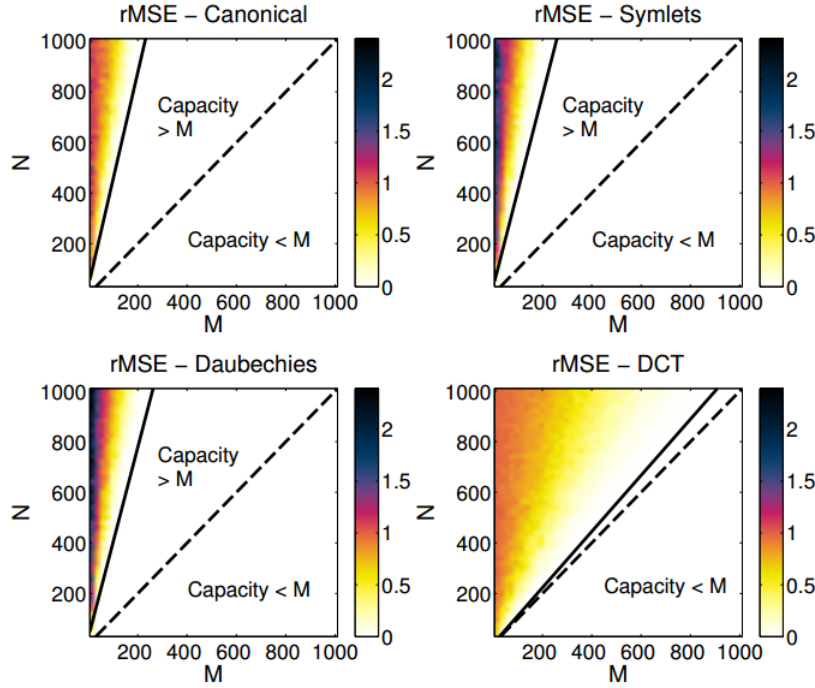 rMSE − Canonical
1000
800
600
400
200
N
200 400 600 800 1000
M
Capacity
> M
Capacity < M
2
1.5
1
0.5
0
rMSE − Symlets
1000
800
600
400
200
N
200 400 600 800 1000
M
Capacity
> M
Capacity < M
2
1.5
1
0.5
0
rMSE − Daubechies
1000
800
600
400
200
N
200 400 600 800 1000
M
Capacity
> M
Capacity < M
2
1.5
1
0.5
0
rMSE − DCT
1000
800
600
400
200
N
200 400 600 800 1000
M
Capacity < M
2
1.5
1
0.5
0